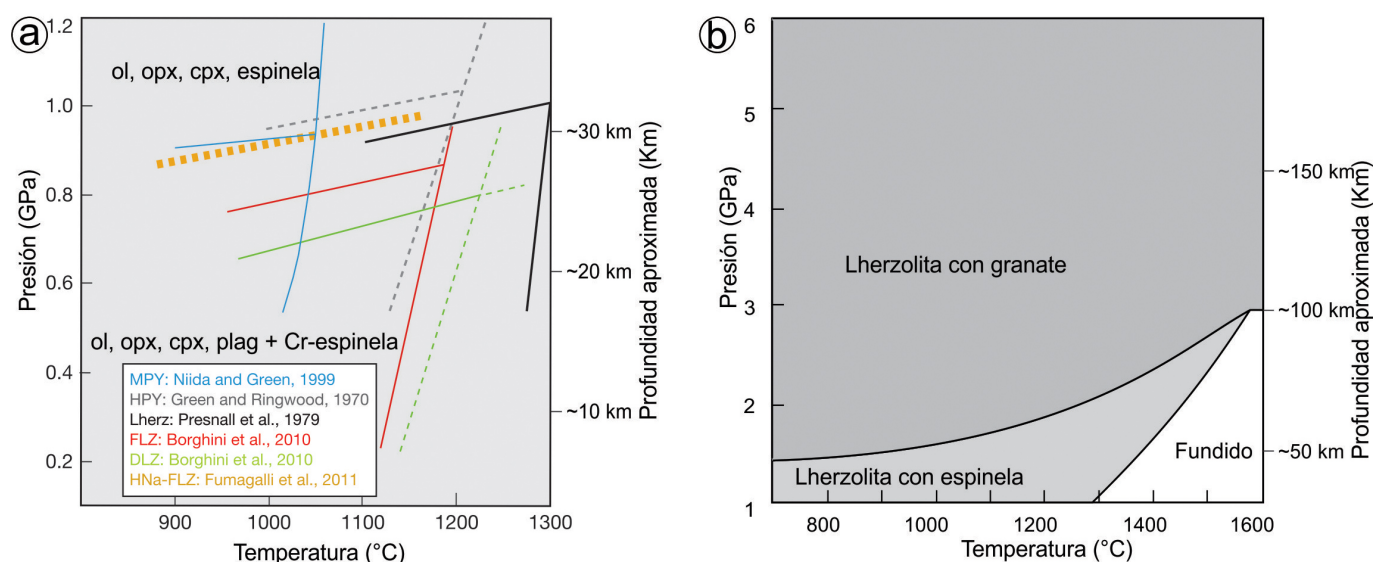 a
1.2
1.0
0.8
0.6
0.4
0.2
Presión (GPa)
ol, opx, cpx, espinela
ol, opx, cpx, plag + Cr-espinela
MPY: Niida and Green, 1999
HPY: Green and Ringwood, 1970
Lherz: Presnall et al., 1979
FLZ: Borghini et al., 2010
DLZ: Borghini et al., 2010
HNa-FLZ: Fumagalli et al., 2011
900 1000 1100 1200 1300
Temperatura (°C)
~30 km
~20 km
~10 km
Profundidad aproximada (Km)
b
6
5
4
3
2
1
Presión (GPa)
Lherzolita con granate
Lherzolita con espinela
Fundido
800 1000 1200 1400 1600
Temperatura (°C)
~150 km
~100 km
~50 km
Profundidad aproximada (Km)